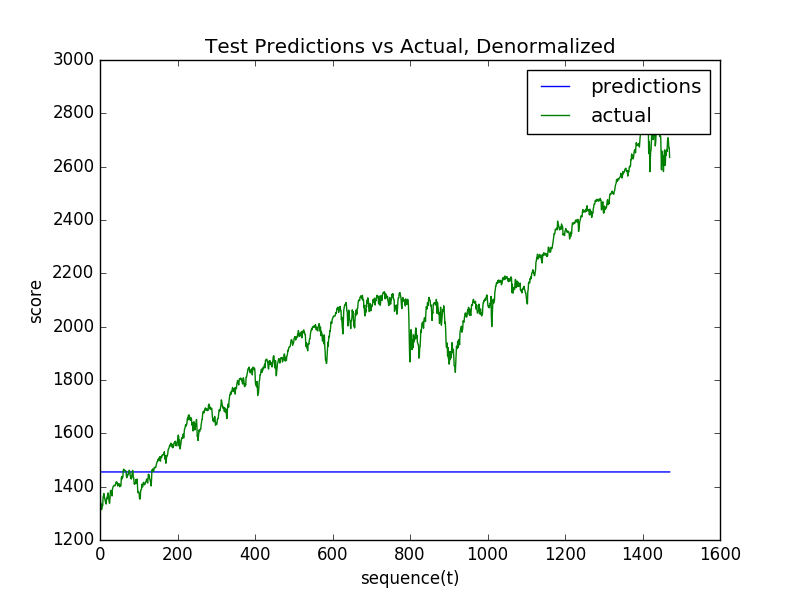 Test Predictions vs Actual, Denormalized
3000
predictions
2800
actual
2600
2400
2200
score
2000
1800
1600
1400
1200
0 200 400 600 800 1000 1200 1400 1600
sequence(t)